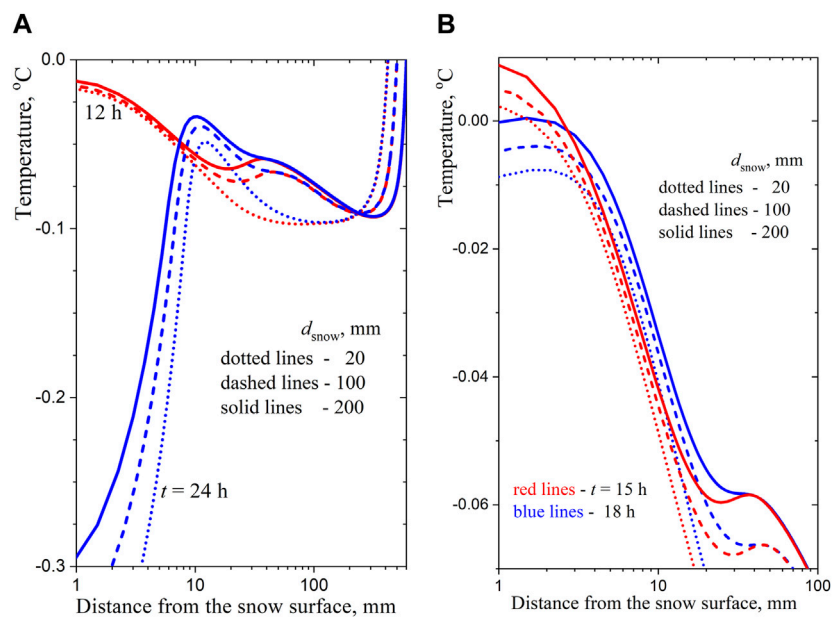 A
Temperature, °C
0.0
-0.1
-0.2
-0.3
12 h
d snow, mm
dotted lines - 20
dashed lines - 100
solid lines - 200
t = 24 h
1
10
100
Distance from the snow surface, mm
B
Temperature, °C
0.00
-0.02
-0.04
-0.06
d snow, mm
dotted lines - 20
dashed lines - 100
solid lines - 200
red lines - t = 15 h
blue lines - 18 h
1
10
100
Distance from the snow surface, mm